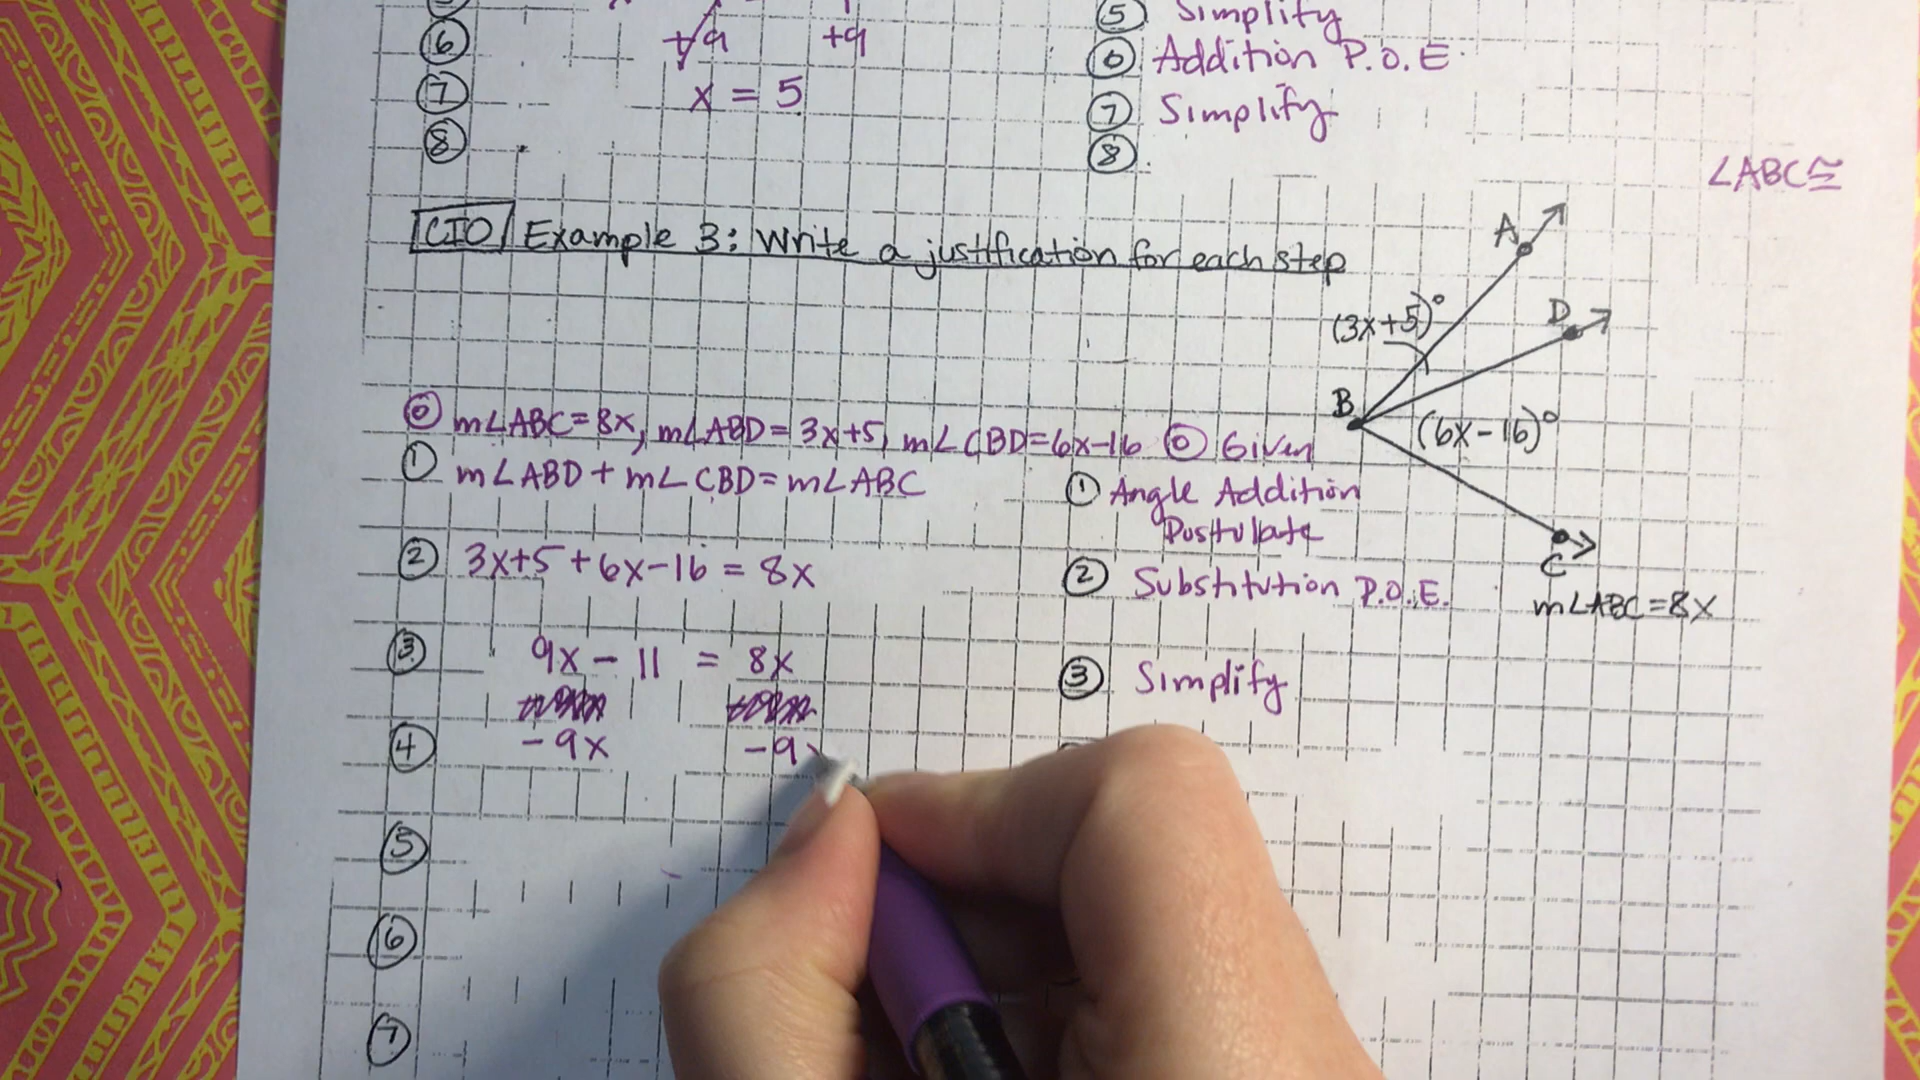 ⑤ Simplify
⑥ +9 +9 ⑥ Addition P.O.E.
⑦ x = 5 ⑦ Simplify
⑧ ⑧
∠ABC≅
CIO Example 3: Write a justification for each step
A
D
(3x+5)°
B
(6x-16)°
C
m∠ABC=8x
⓪ m∠ABC=8x, m∠ABD=3x+5, m∠CBD=6x-16 ⓪ Given
① m∠ABD + m∠CBD=m∠ABC ① Angle Addition
Postulate
② 3x+5+6x-16 = 8x ② Substitution P.O.E.
③ 9x - 11 = 8x ③ Simplify
④ -9x -9x
⑤
⑥
⑦